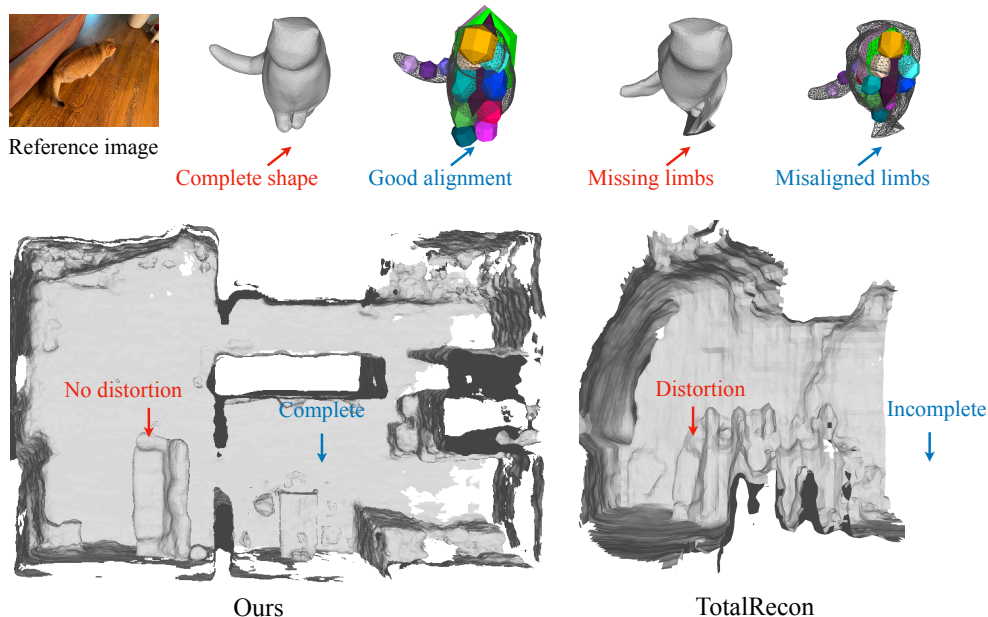 Reference image
Complete shape
Good alignment
Missing limbs
Misaligned limbs
No distortion
Complete
Distortion
Incomplete
Ours
TotalRecon